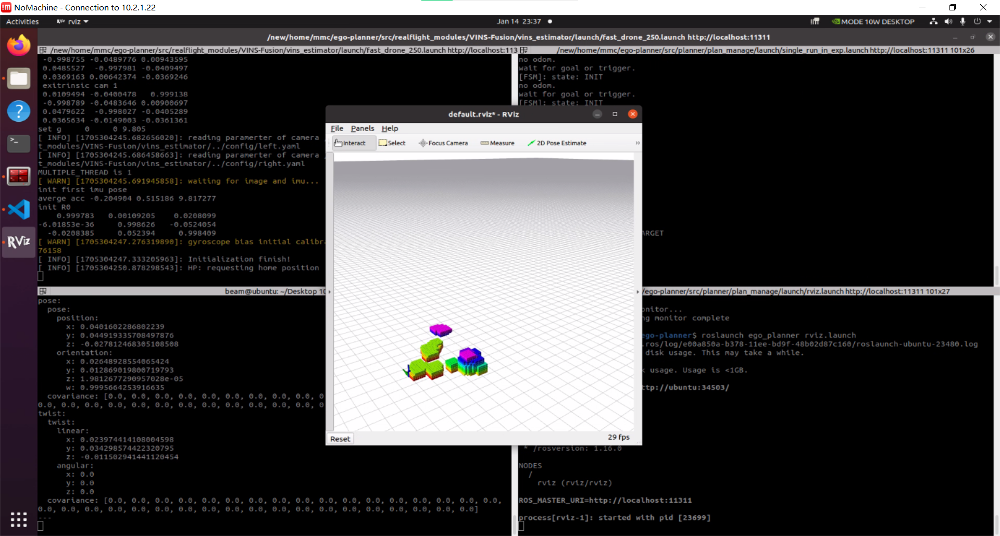 NoMachine - Connection to 10.2.1.22
Activities
RViz rviz
Jan 14 23:37
MODE 10W DESKTOP
/new/home/mmc/ego-planner/src/realflight_modules/VINS-Fusion/vins_estimator/launch/fast_drone_250.launch http://localhost:11311
/new/home/mmc/ego-planner/src/realflight_modules/VINS-Fusion/vins_estimator/launch/fast_drone_250.launch http://localhost:113
-0.998755 -0.0489776 0.00943595
0.0485527 -0.997981 -0.0409497
0.0369163 0.00642374 -0.0369246
exitrinsic cam 1
0.0109494 -0.0400478 0.999138
-0.998789 -0.0483646 0.00900697
0.0479622 -0.998027 -0.0405289
0.0365634 -0.0149003 -0.0361361
set g 0 0 9.805
[ INFO] [1705304245.682656020]: reading paramerter of camera
t_modules/VINS-Fusion/vins_estimator/../config/left.yaml
[ INFO] [1705304245.686458663]: reading paramerter of camera
t_modules/VINS-Fusion/vins_estimator/../config/right.yaml
MULTIPLE_THREAD is 1
[ WARN] [1705304245.691945858]: waiting for image and imu...
init first imu pose
averge acc -0.204904 0.515186 9.817277
init R0
0.999783 0.00109205 0.0208099
-6.01853e-36 0.998626 -0.0524054
-0.0208385 0.052394 0.998409
[ WARN] [1705304247.276319890]: gyroscope bias initial calibra
76158
[ INFO] [1705304247.333205963]: Initialization finish!
[ INFO] [1705304250.878298543]: HP: requesting home position
/new/home/mmc/ego-planner/src/planner/plan_manage/launch/single_run_in_exp.launch http://localhost:11311 101x26
no odom.
wait for goal or trigger.
[FSM]: state: INIT
no odom.
wait for goal or trigger.
[FSM]: state: INIT
ARGET
default.rviz* - RViz
File Panels Help
Interact Select Focus Camera Measure 2D Pose Estimate »
Reset
29 fps
RViz
beam@ubuntu: ~/Desktop 10
pose:
pose:
position:
x: 0.0401602286802239
y: 0.044919335708497876
z: -0.027812468305108508
orientation:
x: 0.02648928554065424
y: 0.012869019800719793
z: 1.9812677290957028e-05
w: 0.9995664253916635
covariance: [0.0, 0.0, 0.0, 0.0, 0.0, 0.0, 0.0, 0.0, 0.0, 0
0.0, 0.0, 0.0, 0.0, 0.0, 0.0, 0.0, 0.0, 0.0, 0.0, 0.0, 0.0, 0
twist:
twist:
linear:
x: 0.023974414108004598
y: 0.034298574422320795
z: -0.011502941441120454
angular:
x: 0.0
y: 0.0
z: 0.0
covariance: [0.0, 0.0, 0.0, 0.0, 0.0, 0.0, 0.0, 0.0, 0.0, 0.0, 0.0, 0.0, 0.0, 0.0, 0.0, 0.0, 0.0,
0.0, 0.0, 0.0, 0.0, 0.0, 0.0, 0.0, 0.0, 0.0, 0.0, 0.0, 0.0, 0.0, 0.0, 0.0, 0.0, 0.0, 0.0, 0.0]
---
/ego-planner/src/planner/plan_manage/launch/rviz.launch http://localhost:11311 101x27
onitor...
ng monitor complete
ego-planner$ roslaunch ego_planner rviz.launch
.ros/log/e00a850a-b378-11ee-bd9f-48b02d87c160/roslaunch-ubuntu-23480.log
disk usage. This may take a while.
k usage. Usage is <1GB.
ttp://ubuntu:34503/
* /rosversion: 1.16.0
NODES
/
rviz (rviz/rviz)
ROS_MASTER_URI=http://localhost:11311
process[rviz-1]: started with pid [23699]